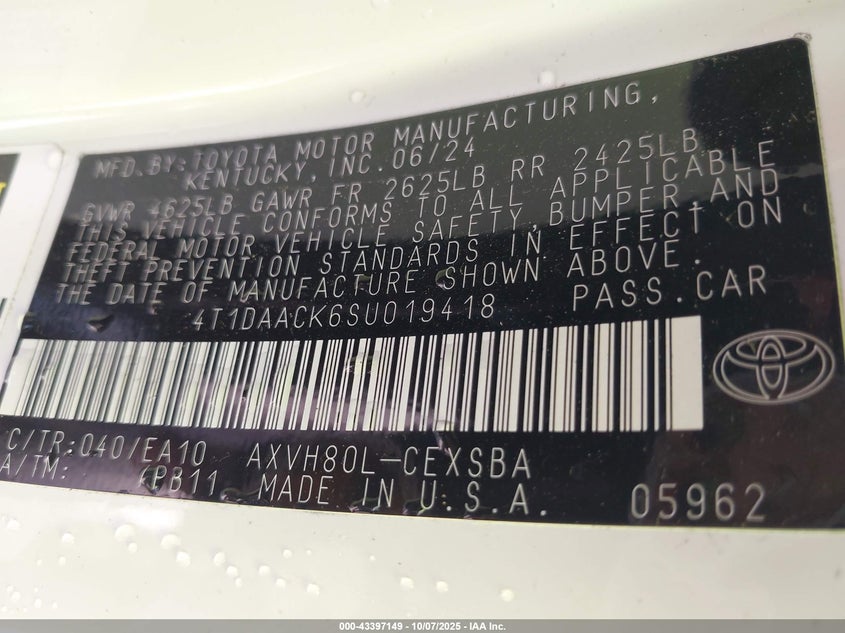 MFD.BY:TOYOTA MOTOR MANUFACTURING,
KENTUCKY,INC.06/24
GVWR 4625LB GAWR FR 2625LB RR 2425LB
THIS VEHICLE CONFORMS TO ALL APPLICABLE
FEDERAL MOTOR VEHICLE SAFETY,BUMPER,AND
THEFT PREVENTION STANDARDS IN EFFECT ON
THE DATE OF MANUFACTURE SHOWN ABOVE.
4T1DAACK6SU019418 PASS.CAR
C/TR:040/EA10 AXVH80L-CEXSBA
A/TM: PB11 MADE IN U.S.A. 05962
000-43397149 - 10/07/2025 - IAA Inc.